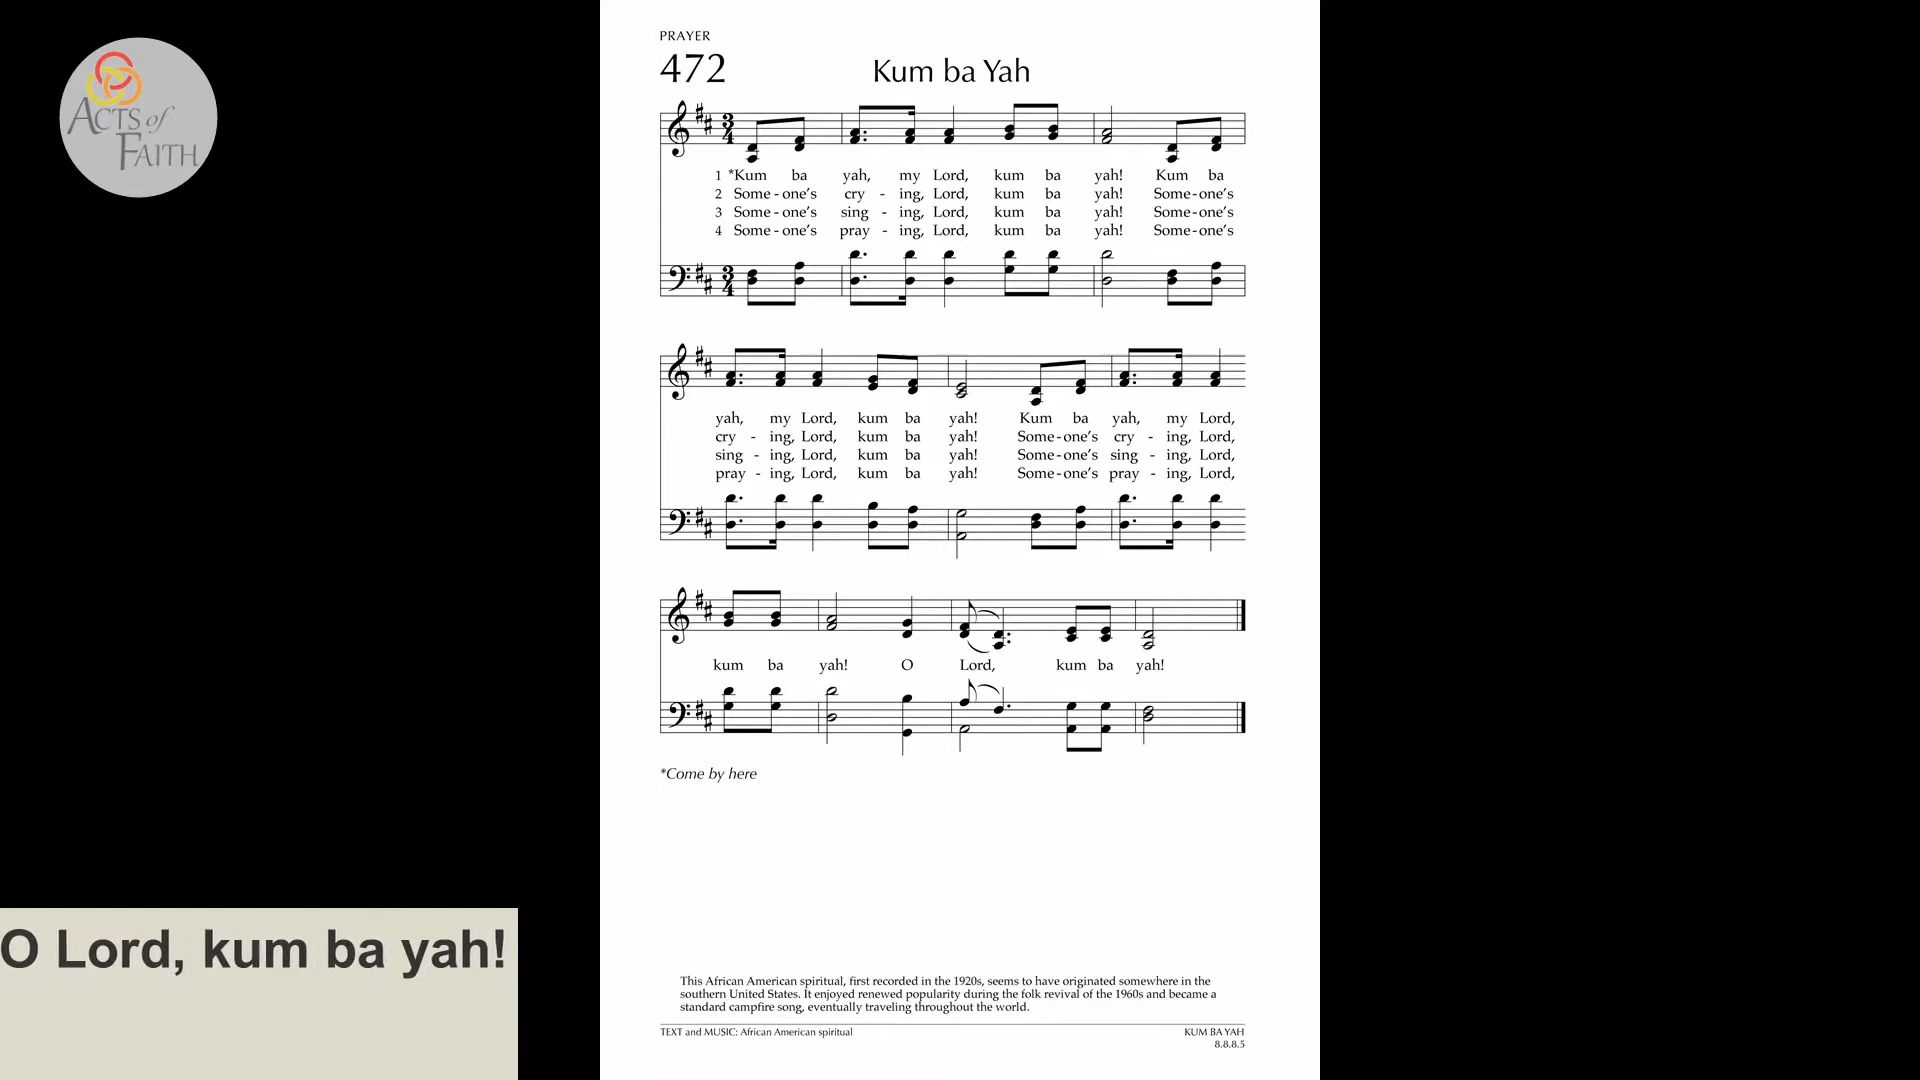 ACTS of
FAITH
PRAYER
472 Kum ba Yah
3
4
1 *Kum ba yah, my Lord, kum ba yah! Kum ba
2 Some - one's cry - ing, Lord, kum ba yah! Some - one's
3 Some - one's sing - ing, Lord, kum ba yah! Some - one's
4 Some - one's pray - ing, Lord, kum ba yah! Some - one's
3
4
yah, my Lord, kum ba yah! Kum ba yah, my Lord,
cry - ing, Lord, kum ba yah! Some - one's cry - ing, Lord,
sing - ing, Lord, kum ba yah! Some - one's sing - ing, Lord,
pray - ing, Lord, kum ba yah! Some - one's pray - ing, Lord,
kum ba yah! O Lord, kum ba yah!
*Come by here
O Lord, kum ba yah!
This African American spiritual, first recorded in the 1920s, seems to have originated somewhere in the
southern United States. It enjoyed renewed popularity during the folk revival of the 1960s and became a
standard campfire song, eventually traveling throughout the world.
TEXT and MUSIC: African American spiritual KUM BA YAH
8.8.8.5